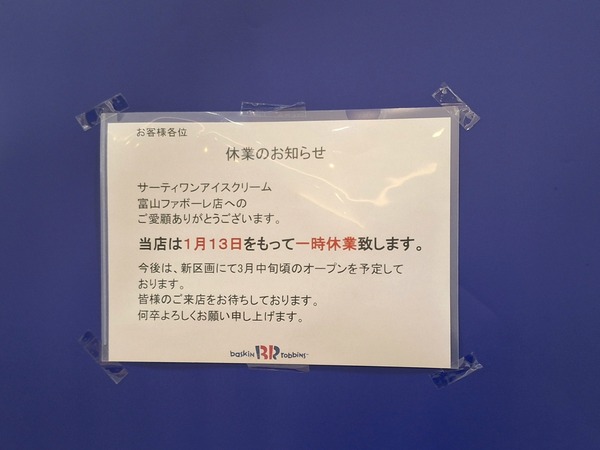 お客様各位
休業のお知らせ
サーティワンアイスクリーム
富山ファボーレ店への
ご愛顧ありがとうございます。
当店は1月13日をもって一時休業致します。
今後は、新区画にて3月中旬頃のオープンを予定して
おります。
皆様のご来店をお待ちしております。
何卒よろしくお願い申し上げます。
baskin BR robbins™